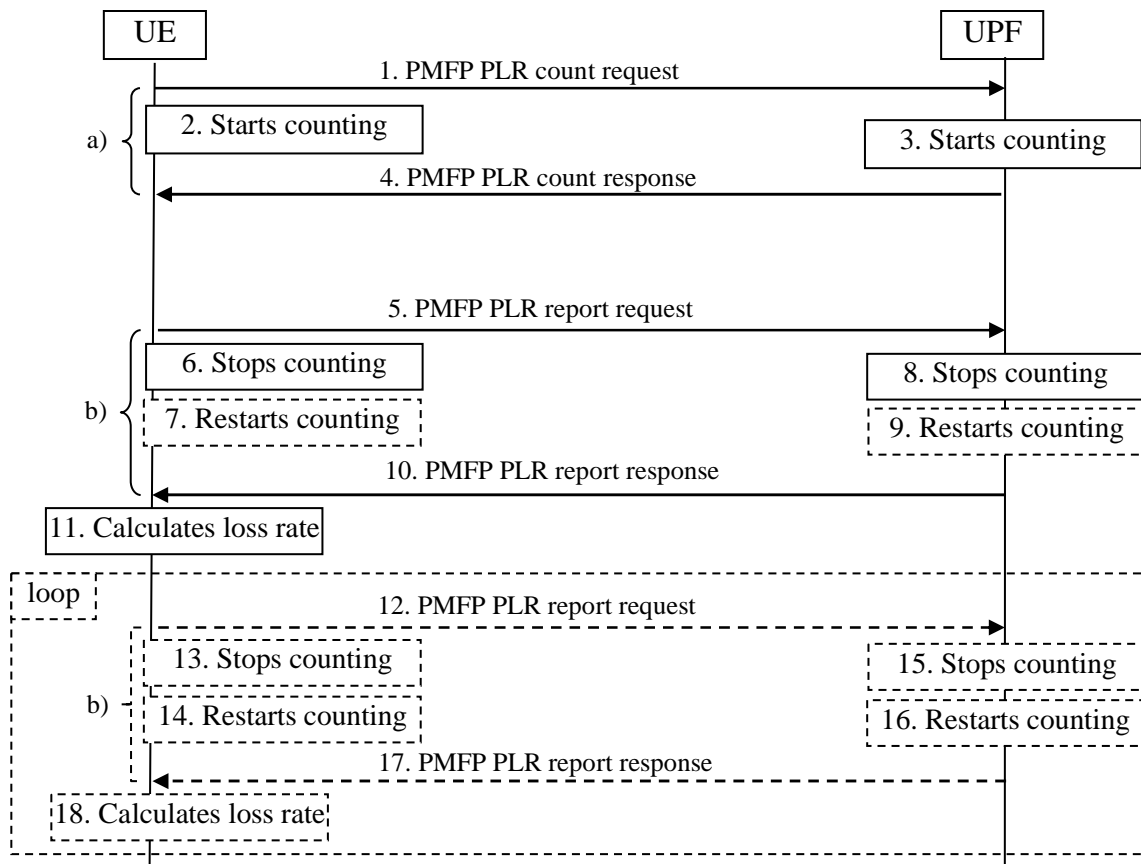 UE
UPF
1. PMFP PLR count request
a)
2. Starts counting
3. Starts counting
4. PMFP PLR count response
5. PMFP PLR report request
6. Stops counting
8. Stops counting
b)
7. Restarts counting
9. Restarts counting
10. PMFP PLR report response
11. Calculates loss rate
loop
12. PMFP PLR report request
13. Stops counting
15. Stops counting
b)
14. Restarts counting
16. Restarts counting
17. PMFP PLR report response
18. Calculates loss rate